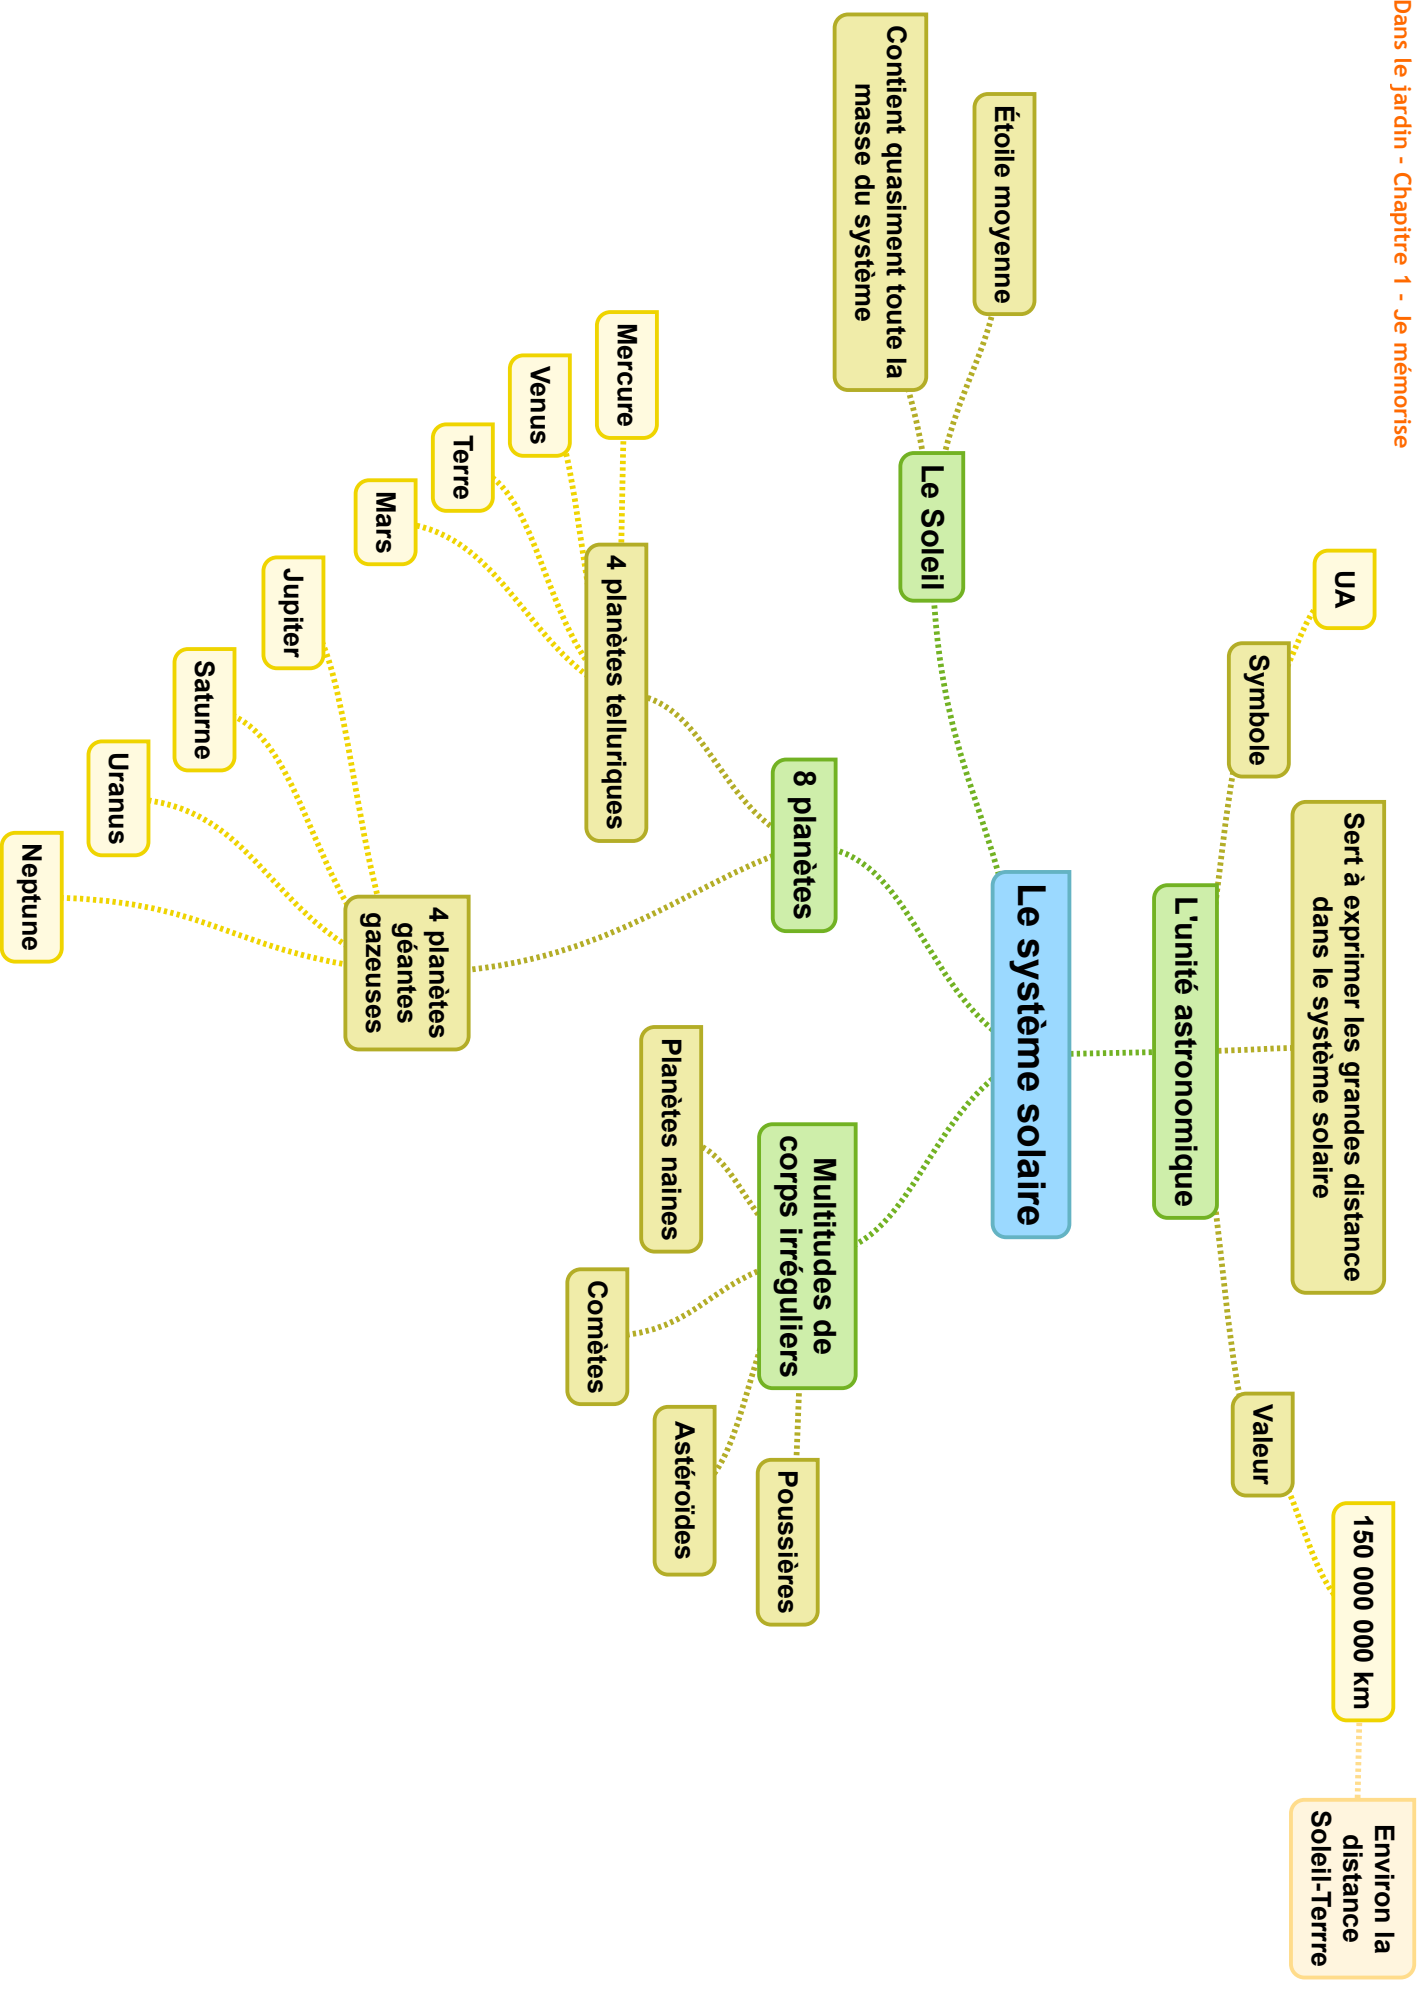 Dans le jardin - Chapitre 1 - Je mémorise
UA
Symbole
Sert à exprimer les grandes distance
dans le système solaire
Valeur
150 000 000 km
Environ la
distance
Soleil-Terrre
L'unité astronomique
Le système solaire
Étoile moyenne
Contient quasiment toute la
masse du système
Le Soleil
8 planètes
4 planètes telluriques
Mercure
Venus
Terre
Mars
4 planètes
géantes
gazeuses
Jupiter
Saturne
Uranus
Neptune
Multitudes de
corps irréguliers
Planètes naines
Comètes
Astéroïdes
Poussières